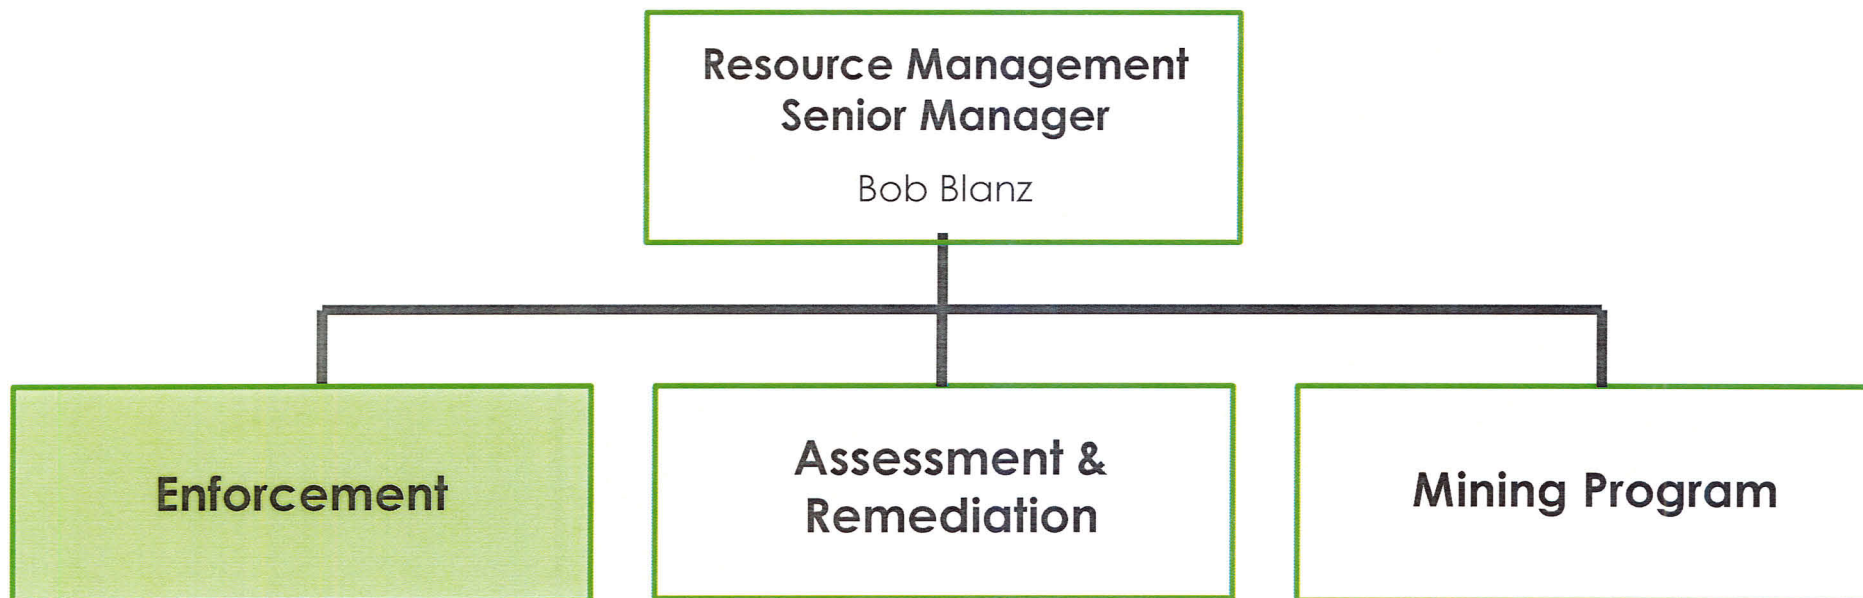 Resource Management
Senior Manager
Bob Blanz
Enforcement
Assessment &
Remediation
Mining Program